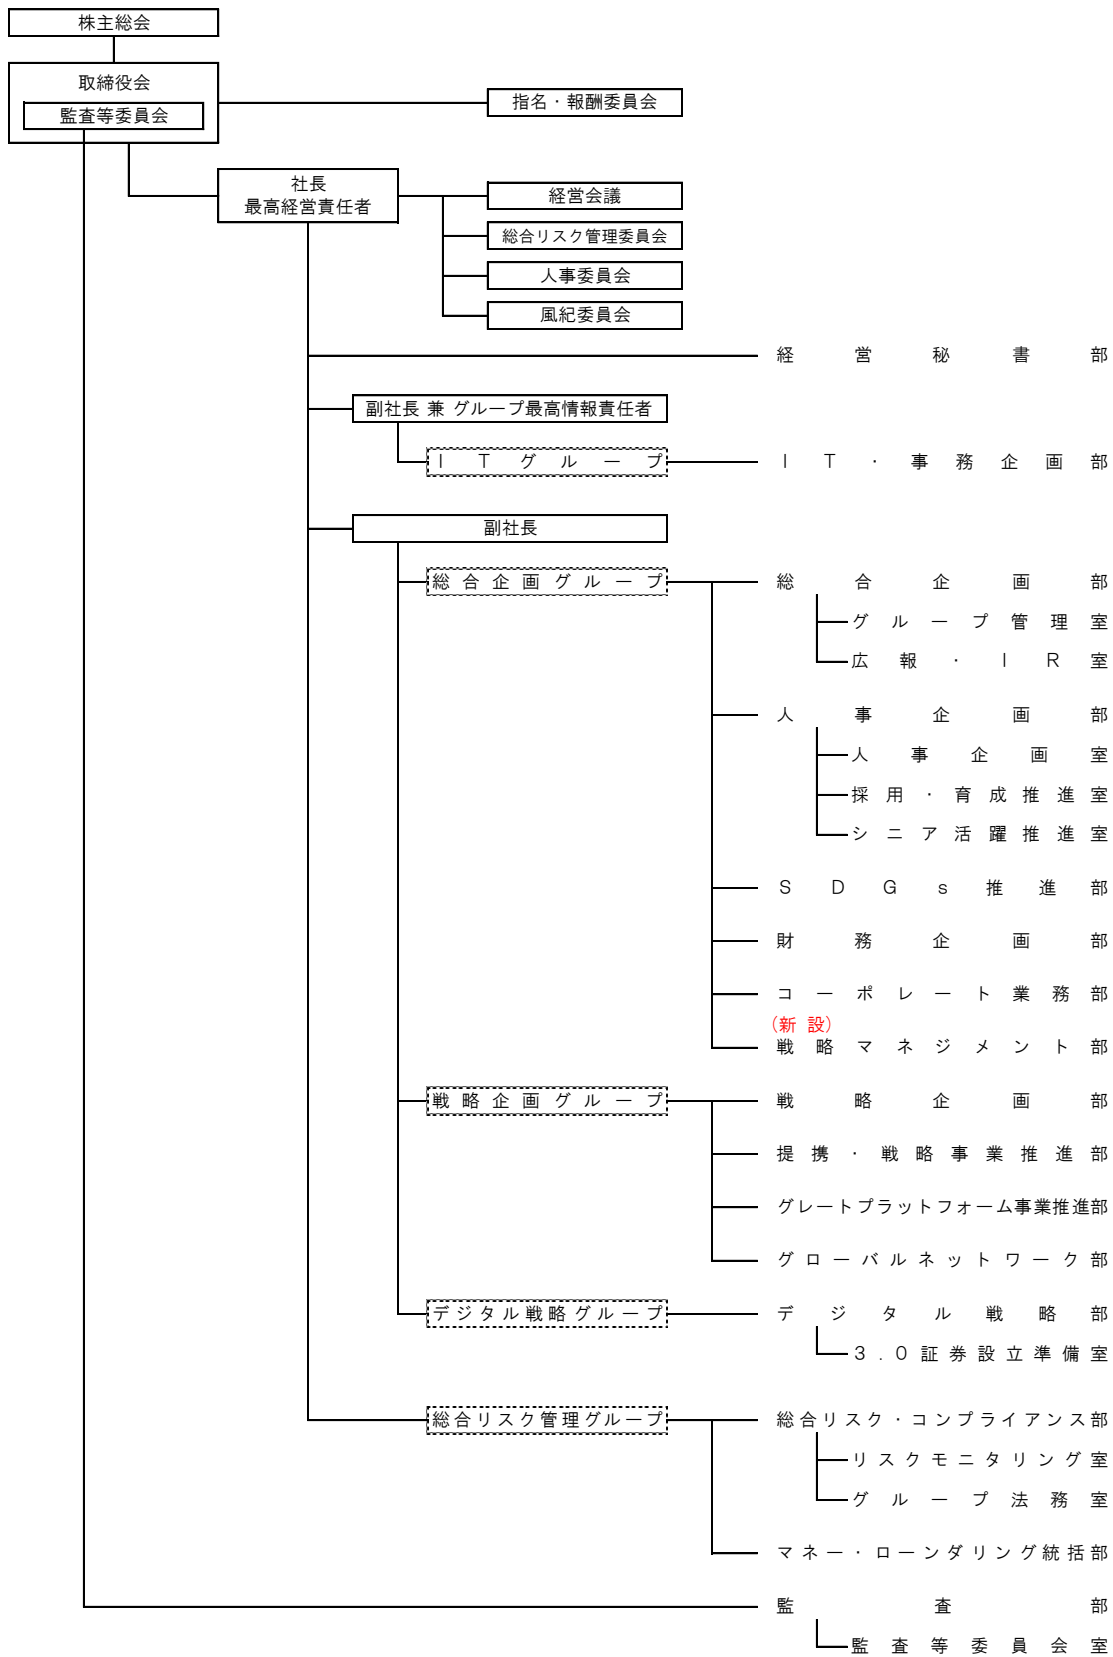 株主総会
取締役会
監査等委員会
指名・報酬委員会
社長
最高経営責任者
経営会議
総合リスク管理委員会
人事委員会
風紀委員会
経営秘書部
副社長 兼 グループ最高情報責任者
ＩＴグループ
ＩＴ・事務企画部
副社長
総合企画グループ
総合企画部
グループ管理室
広報・ＩＲ室
人事企画部
人事企画室
採用・育成推進室
シニア活躍推進室
ＳＤＧｓ推進部
財務企画部
コーポレート業務部
（新設）
戦略マネジメント部
戦略企画グループ
戦略企画部
提携・戦略事業推進部
グレートプラットフォーム事業推進部
グローバルネットワーク部
デジタル戦略グループ
デジタル戦略部
３．０証券設立準備室
総合リスク管理グループ
総合リスク・コンプライアンス部
リスクモニタリング室
グループ法務室
マネー・ローンダリング統括部
監査部
監査等委員会室